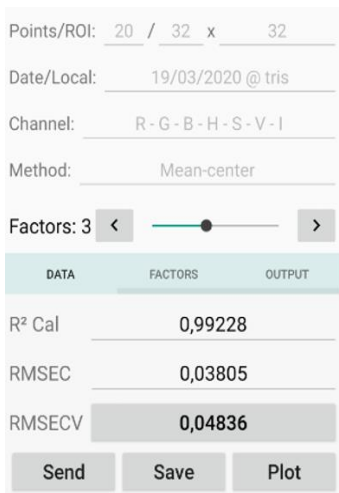 Points/ROI: 20 / 32 x 32
Date/Local: 19/03/2020 @ tris
Channel: R - G - B - H - S - V - I
Method: Mean-center
Factors: 3 < >
DATA FACTORS OUTPUT
R² Cal 0,99228
RMSEC 0,03805
RMSECV 0,04836
Send Save Plot